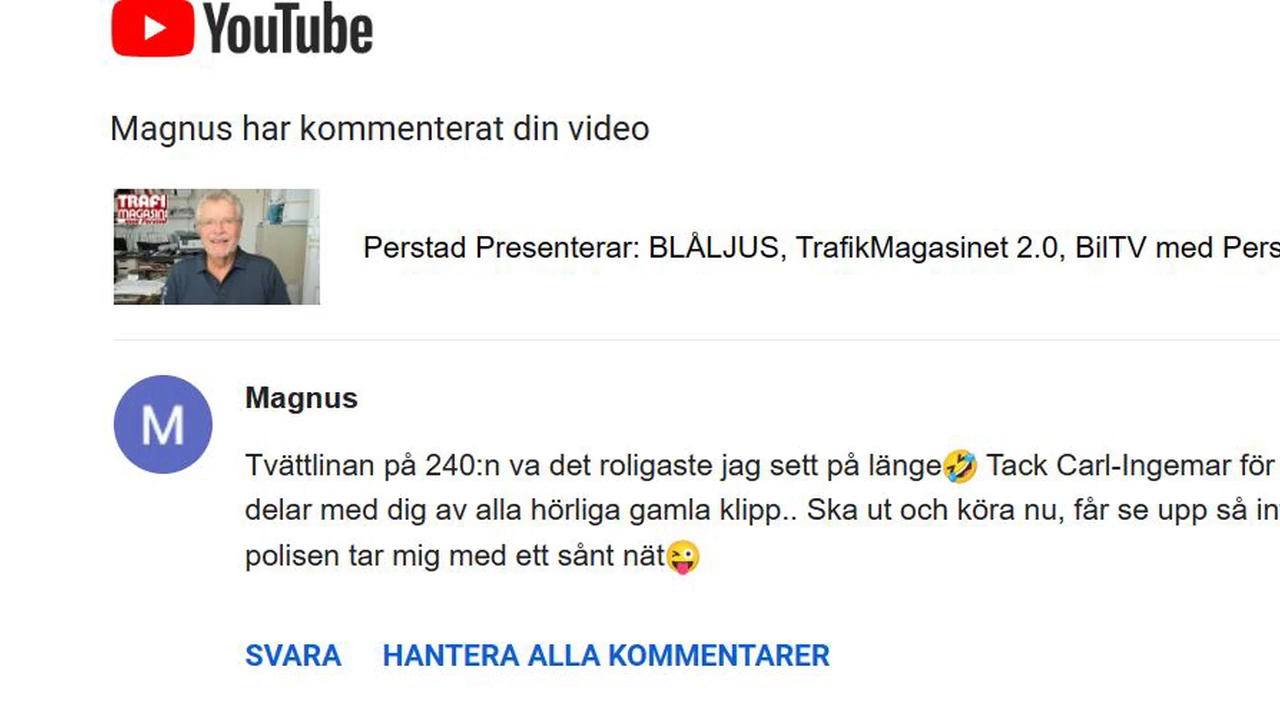 YouTube
Magnus har kommenterat din video
TRAFI
MAGASIN
Perstad Presenterar: BLÅLJUS, TrafikMagasinet 2.0, BilTV med Pers
M
Magnus
Tvättlinan på 240:n va det roligaste jag sett på länge🤣 Tack Carl-Ingemar för
delar med dig av alla hörliga gamla klipp.. Ska ut och köra nu, får se upp så in
polisen tar mig med ett sånt nät😜
SVARA HANTERA ALLA KOMMENTARER